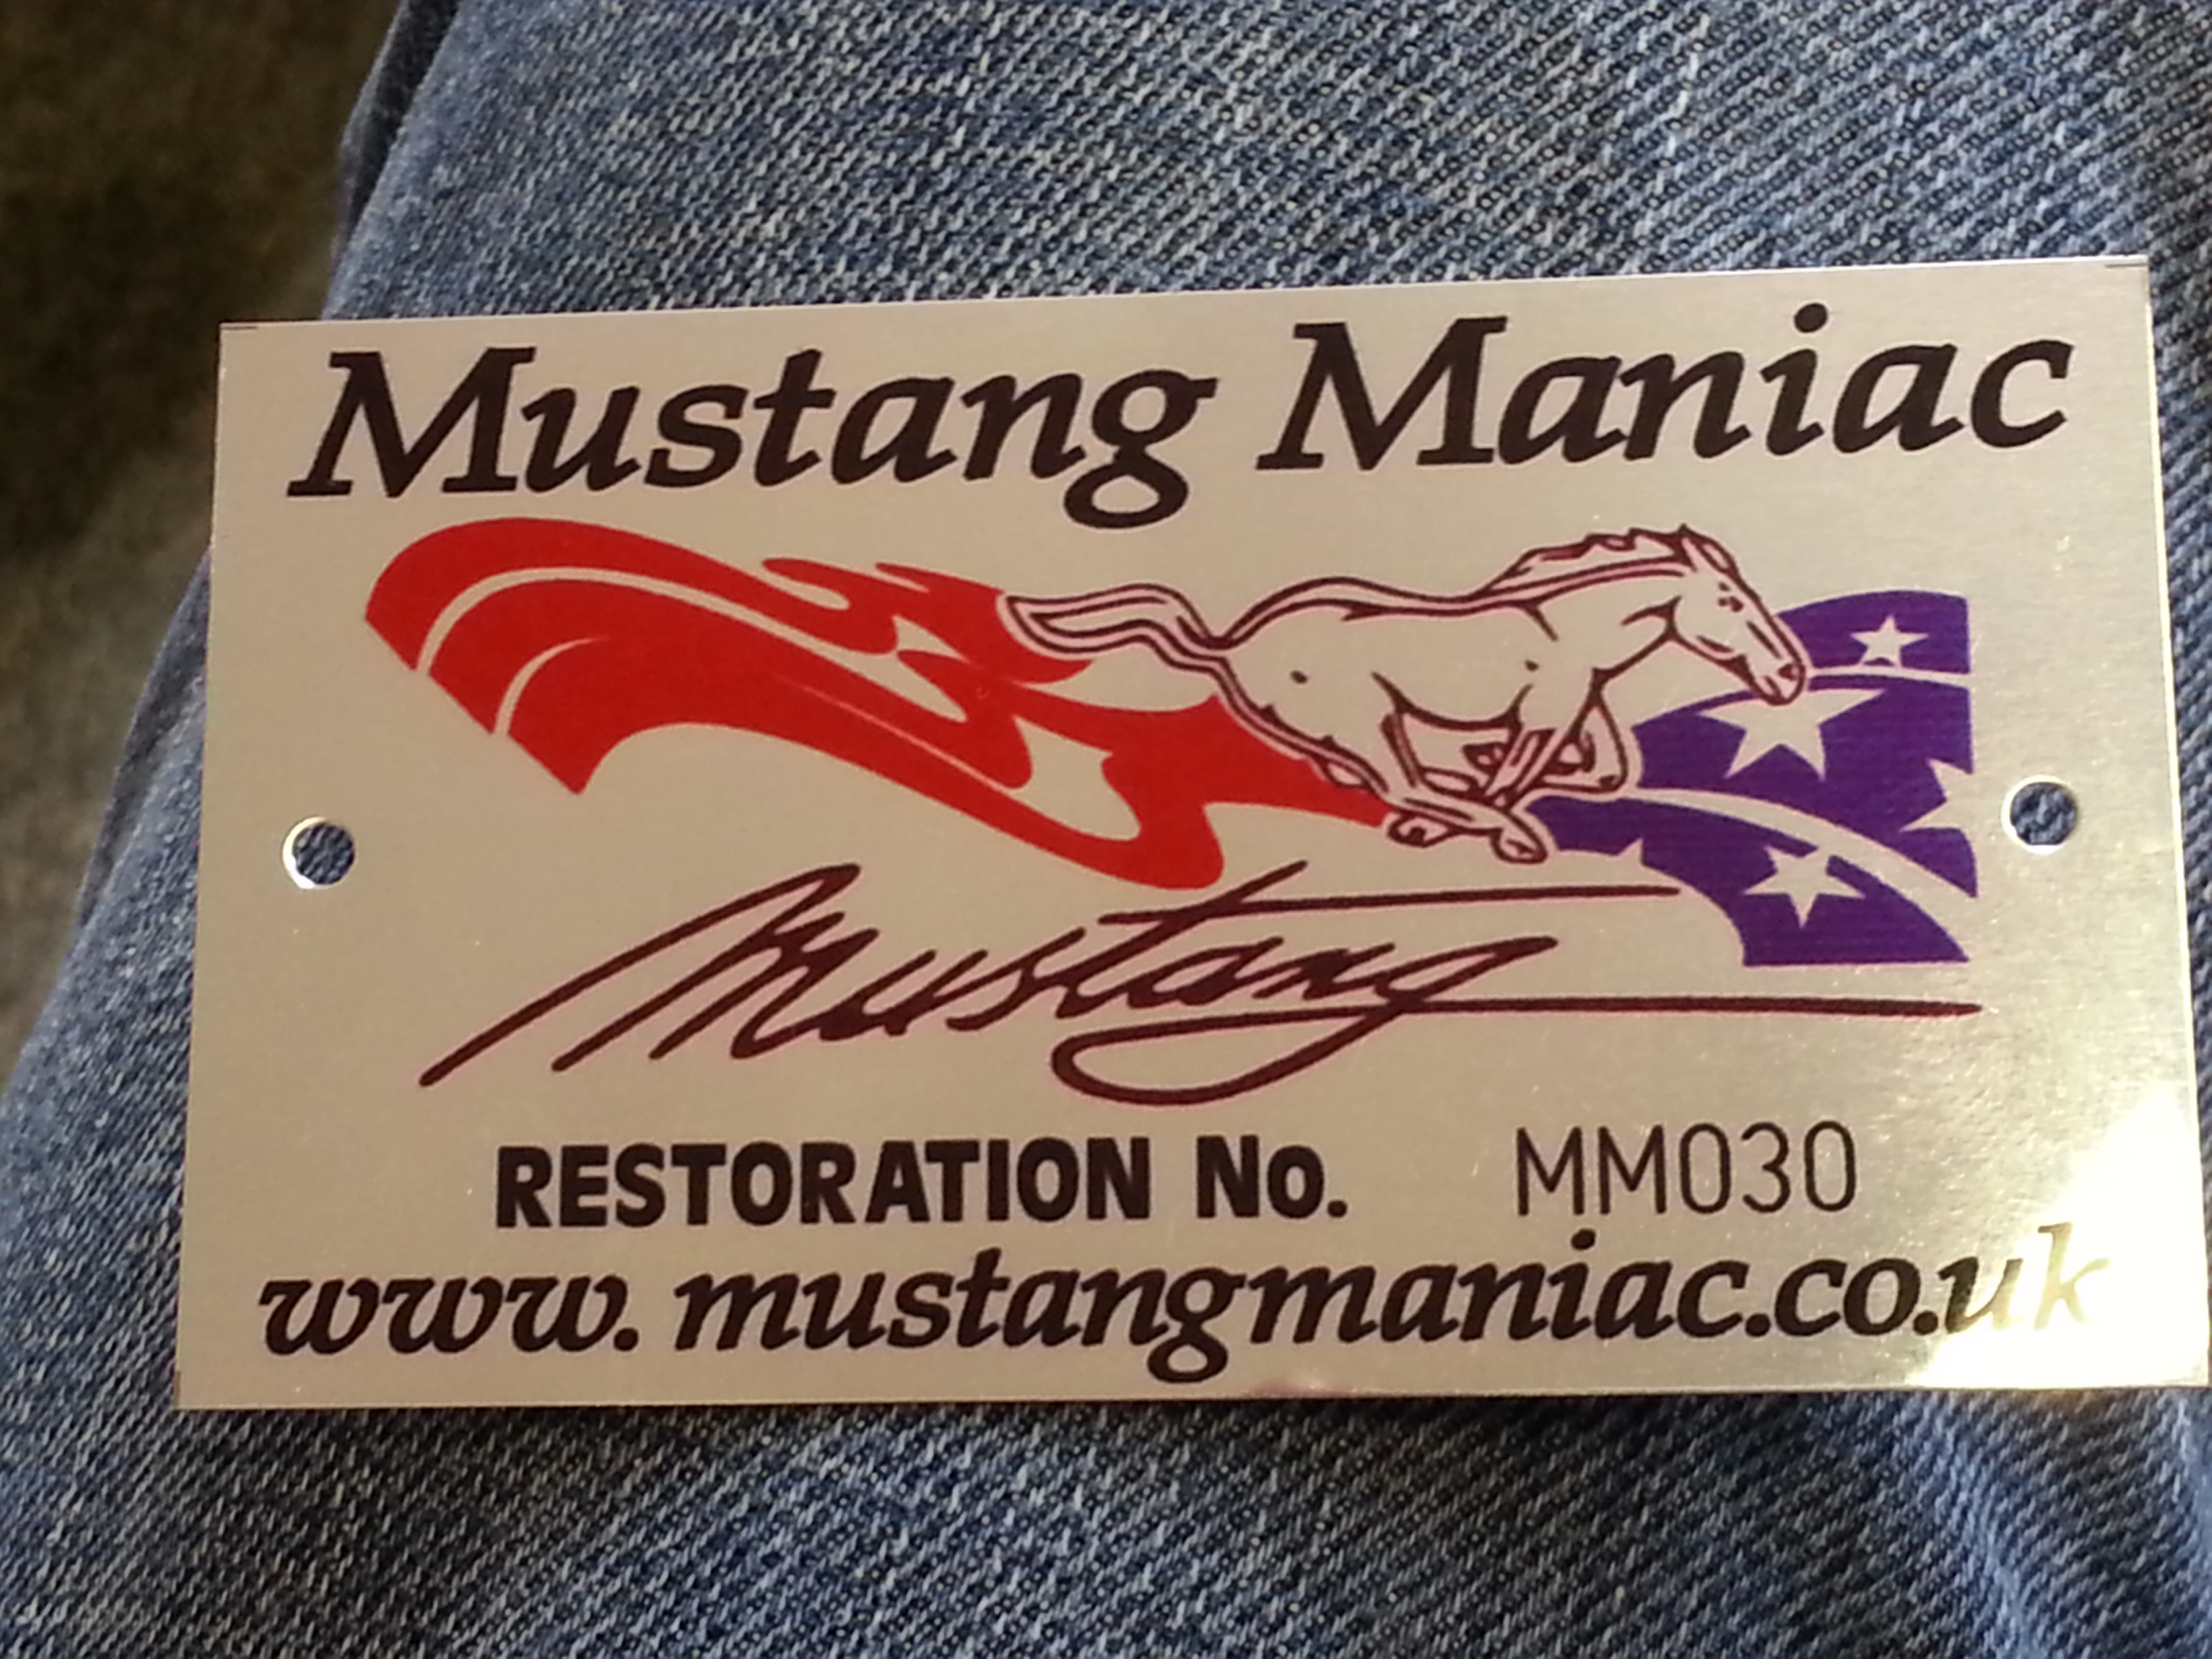 Mustang Maniac
Mustang
RESTORATION No. MM030
www.mustangmaniac.co.uk